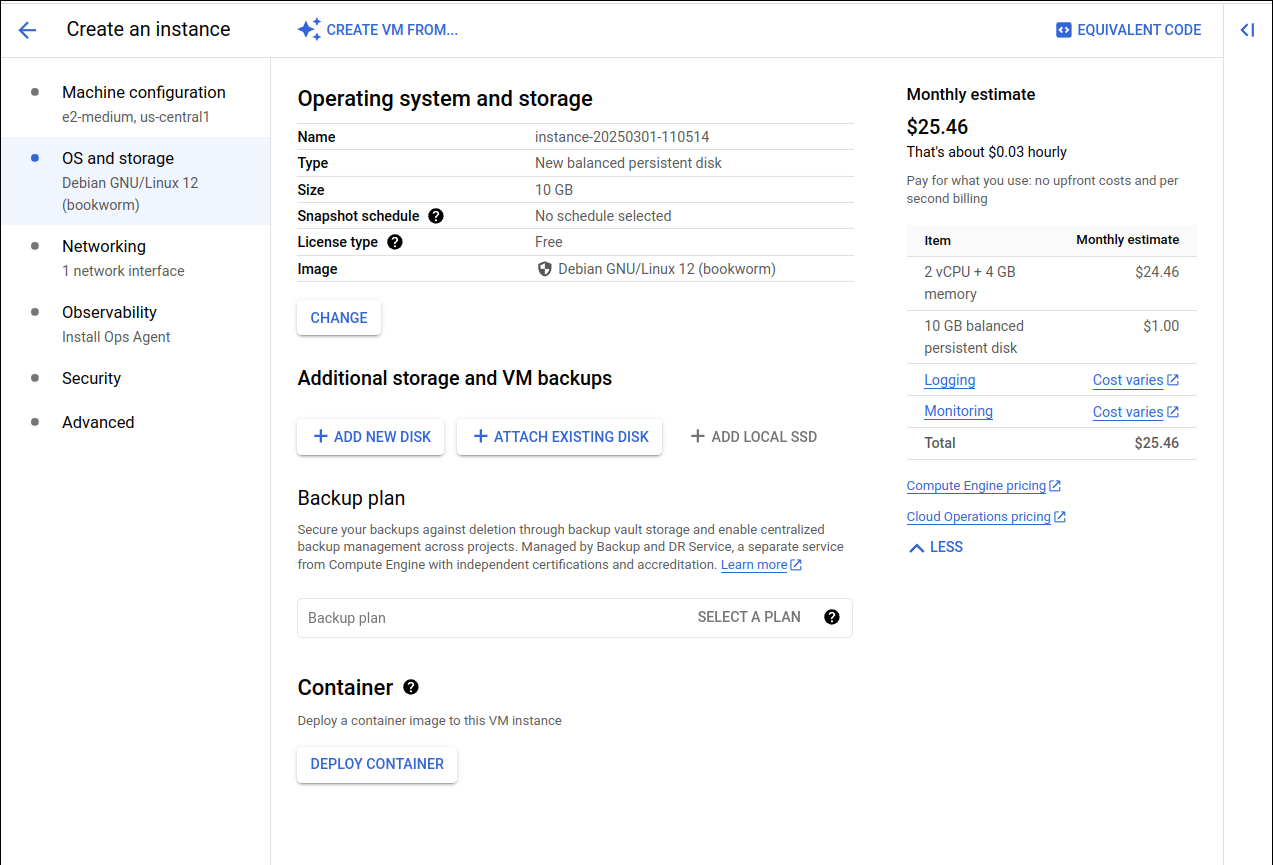 Create an instance
CREATE VM FROM...
EQUIVALENT CODE
Machine configuration
e2-medium, us-central1
OS and storage
Debian GNU/Linux 12
(bookworm)
Networking
1 network interface
Observability
Install Ops Agent
Security
Advanced
Operating system and storage
Name instance-20250301-110514
Type New balanced persistent disk
Size 10 GB
Snapshot schedule No schedule selected
License type Free
Image Debian GNU/Linux 12 (bookworm)
CHANGE
Additional storage and VM backups
ADD NEW DISK
ATTACH EXISTING DISK
ADD LOCAL SSD
Backup plan
Secure your backups against deletion through backup vault storage and enable centralized
backup management across projects. Managed by Backup and DR Service, a separate service
from Compute Engine with independent certifications and accreditation. Learn more
Backup plan SELECT A PLAN
Container
Deploy a container image to this VM instance
DEPLOY CONTAINER
Monthly estimate
$25.46
That's about $0.03 hourly
Pay for what you use: no upfront costs and per
second billing
Item Monthly estimate
2 vCPU + 4 GB $24.46
memory
10 GB balanced $1.00
persistent disk
Logging Cost varies
Monitoring Cost varies
Total $25.46
Compute Engine pricing
Cloud Operations pricing
LESS